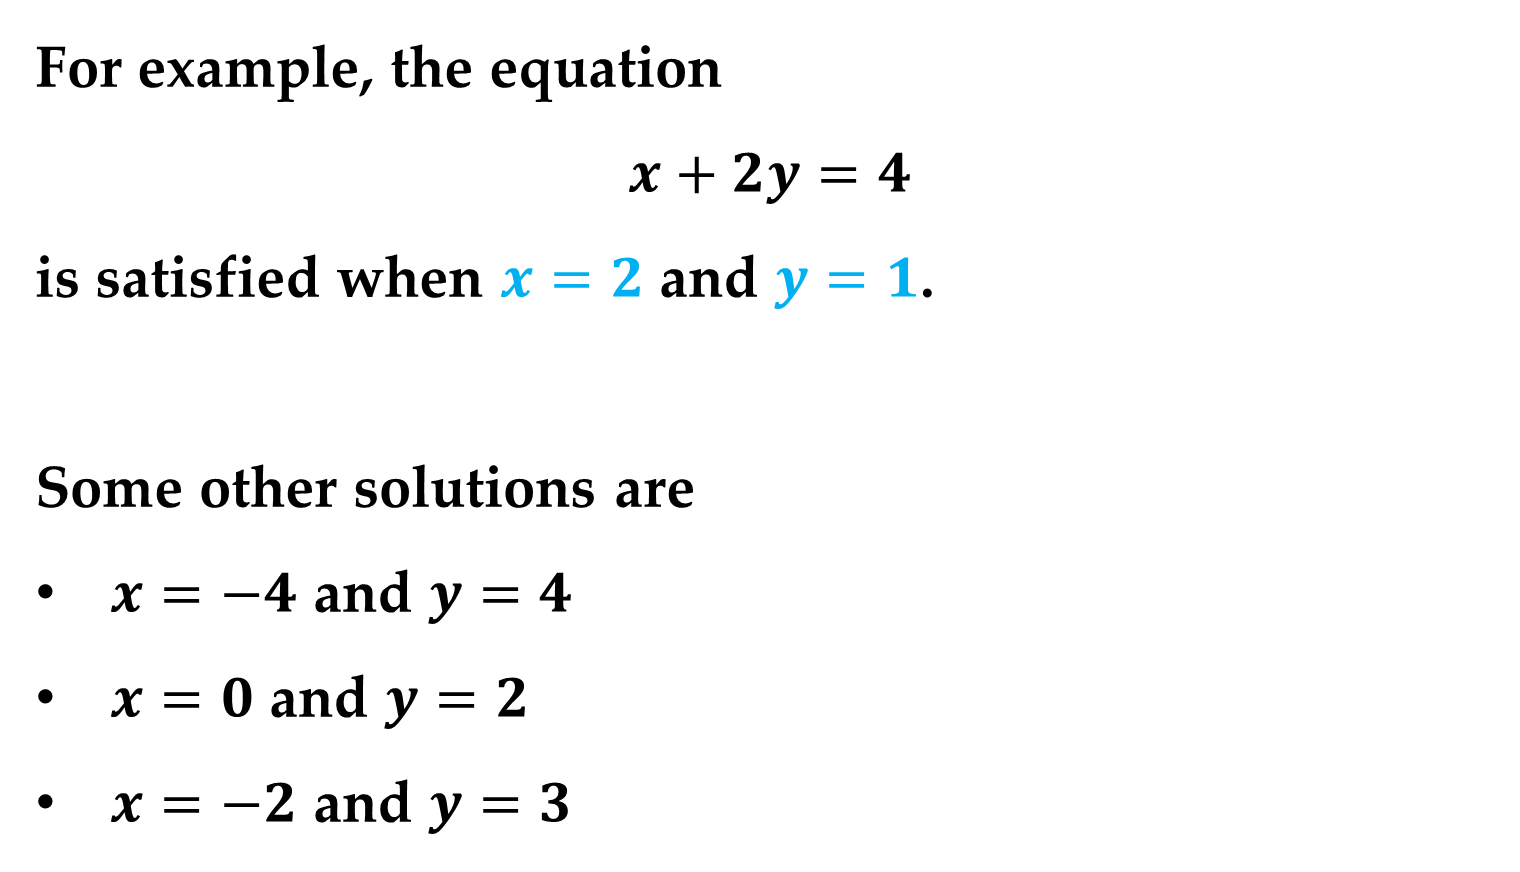 For example, the equation
x + 2y = 4
is satisfied when x = 2 and y = 1.
Some other solutions are
• x = −4 and y = 4
• x = 0 and y = 2
• x = −2 and y = 3